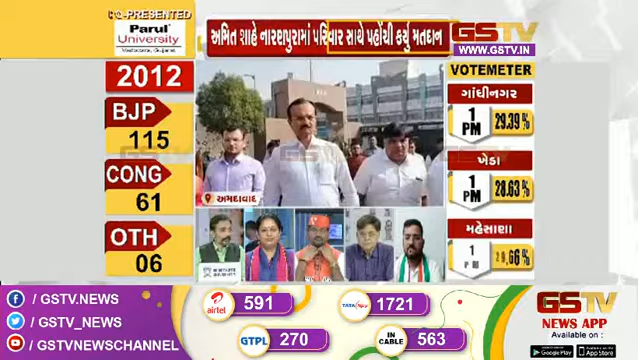 CO-PRESENTED
Parul®
University
Vadodara, Gujarat
અમિત શાહે નારણપુરામાં પરિવાર સાથે પહોંચી કર્યુ મતદાન
GSTV
WWW.GSTV.IN
2012
BJP
115
CONG
61
OTH
06
અમદાવાદ
VOTEMETER
ગાંધીનગર
1
PM
29.39%
ખેડા
1
PM
28.63%
મહેસાણા
1
PM
29.66%
/ GSTV.NEWS
/ GSTV_NEWS
/ GSTVNEWSCHANNEL
airtel
591
TATA Play
1721
GTPL
270
IN
CABLE
563
GSTV
NEWS APP
Available on :
Google Play
App Store